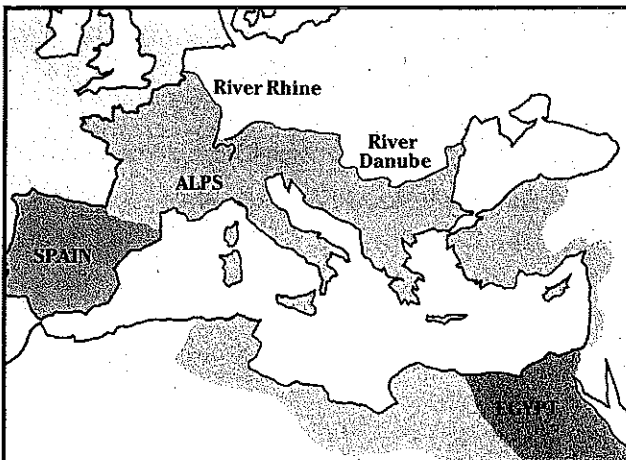 River Rhine
River
Danube
ALPS
SPAIN
EGYPT